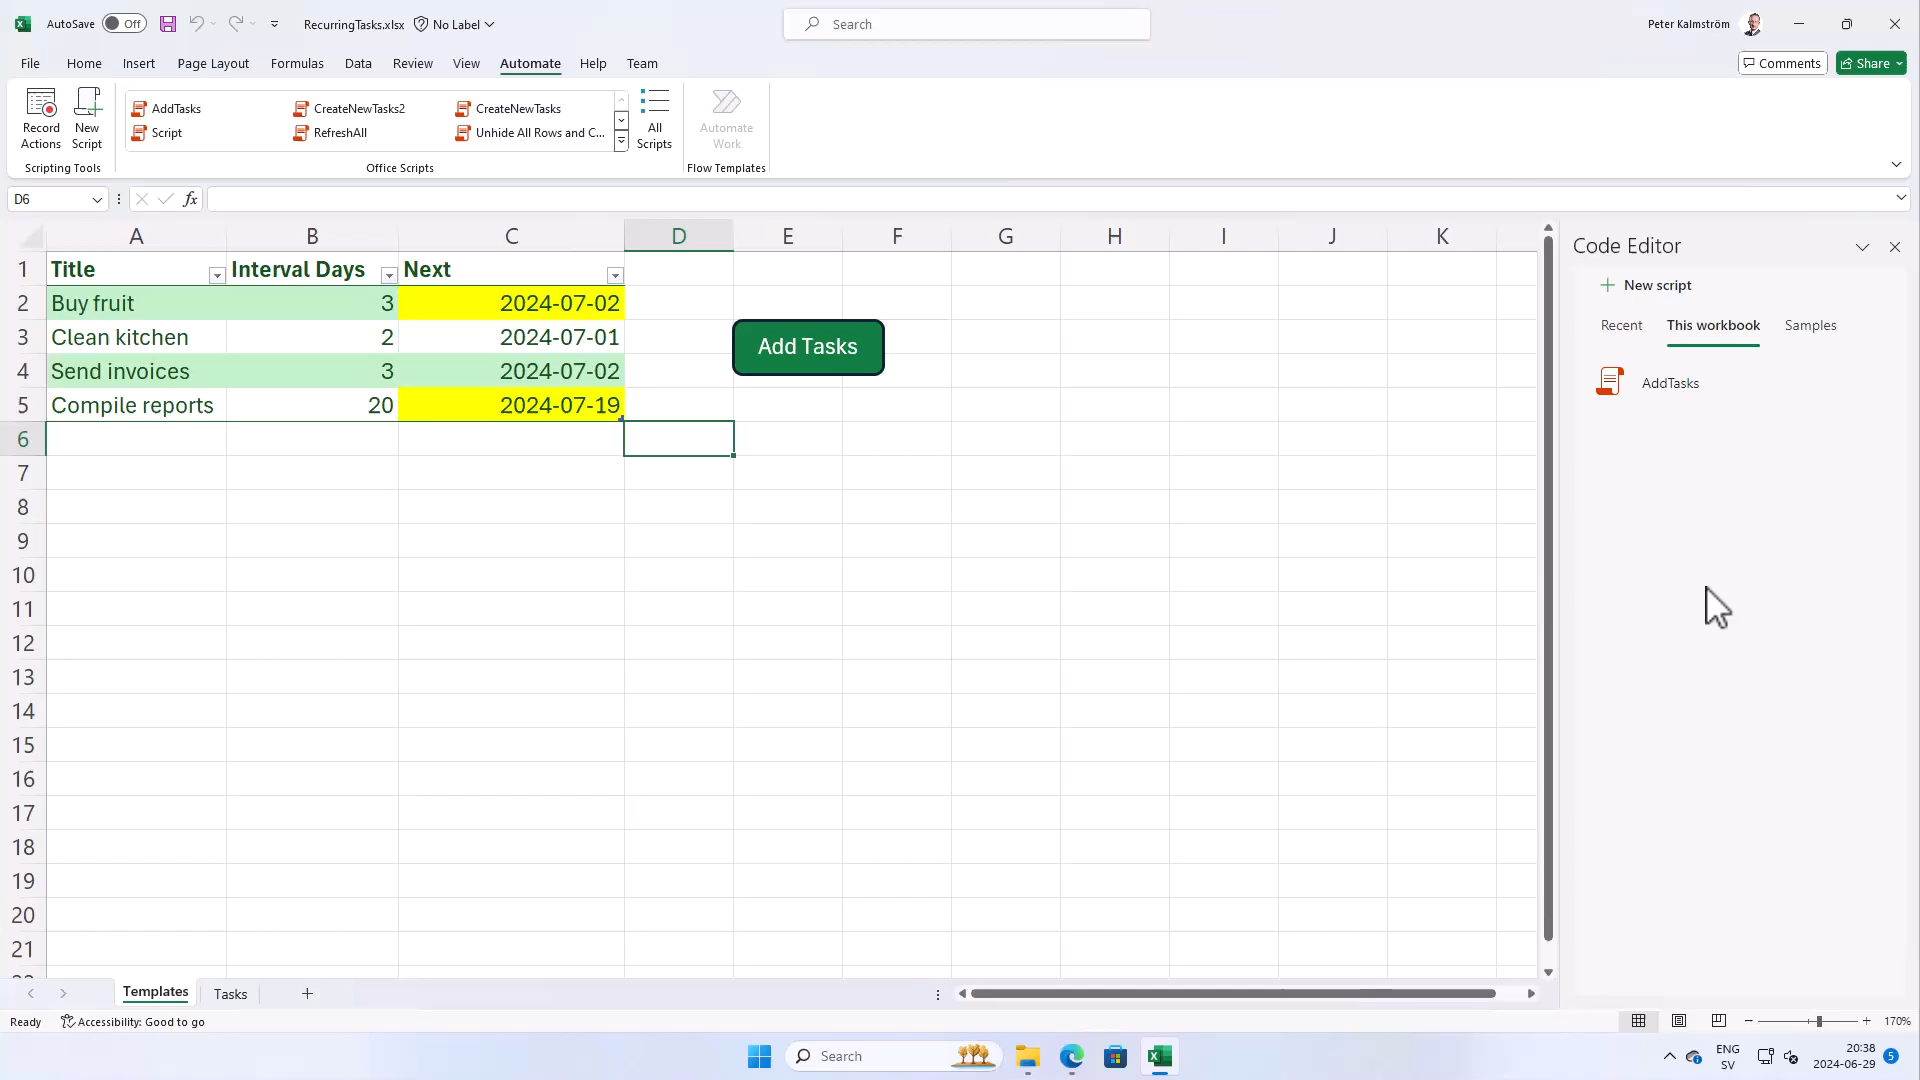 AutoSave Off RecurringTasks.xlsx No Label Search Peter Kalmström
File Home Insert Page Layout Formulas Data Review View Automate Help Team Comments Share
AddTasks CreateNewTasks2 CreateNewTasks
Script RefreshAll Unhide All Rows and C...
Record Actions
New Script
All Scripts
Automate Work
Scripting Tools Office Scripts Flow Templates
D6 fx
A B C D E F G H I J K
1 Title Interval Days Next
2 Buy fruit 3 2024-07-02
3 Clean kitchen 2 2024-07-01
4 Send invoices 3 2024-07-02
5 Compile reports 20 2024-07-19
6
7
8
9
10
11
12
13
14
15
16
17
18
19
20
21
Add Tasks
Code Editor
New script
Recent This workbook Samples
AddTasks
Templates Tasks
Ready Accessibility: Good to go 170%
Search
ENG
SV
20:38
2024-06-29
5